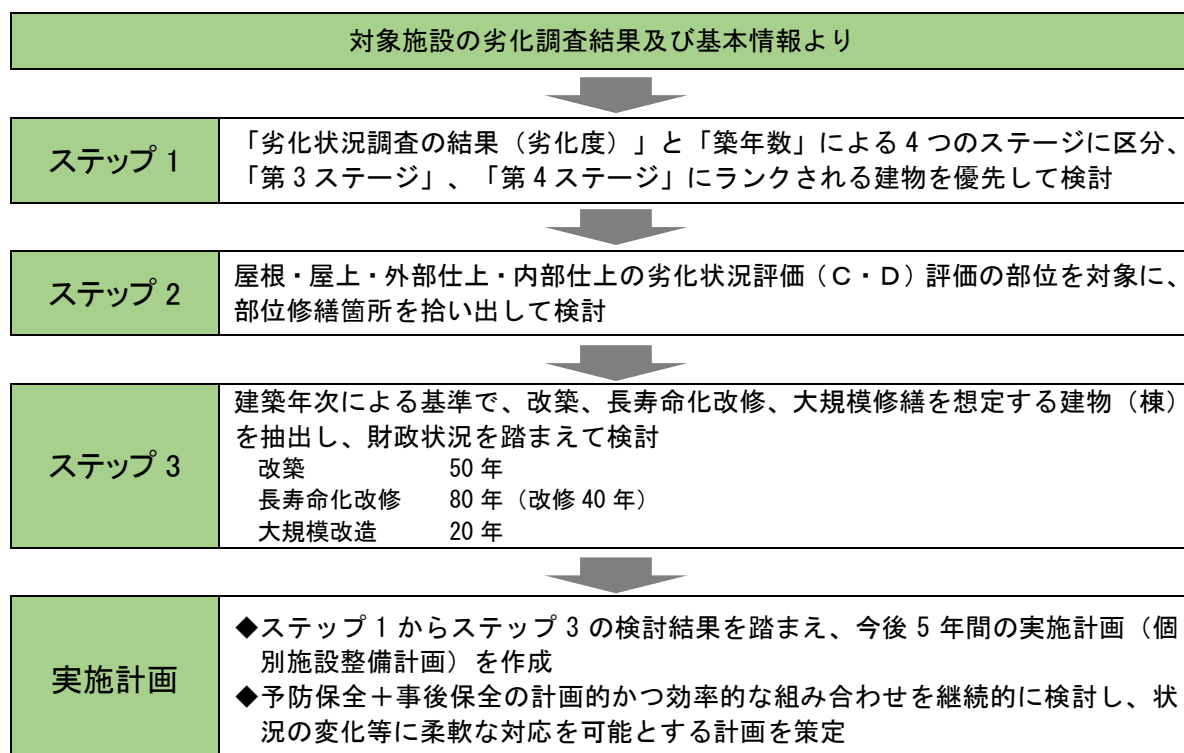 対象施設の劣化調査結果及び基本情報より
ステップ 1
「劣化状況調査の結果（劣化度）」と「築年数」による 4 つのステージに区分、
「第 3 ステージ」、「第 4 ステージ」にランクされる建物を優先して検討
ステップ 2
屋根・屋上・外部仕上・内部仕上の劣化状況評価（Ｃ・Ｄ）評価の部位を対象に、
部位修繕箇所を拾い出して検討
ステップ 3
建築年次による基準で、改築、長寿命化改修、大規模修繕を想定する建物（棟）
を抽出し、財政状況を踏まえて検討
改築 50 年
長寿命化改修 80 年（改修 40 年）
大規模改造 20 年
実施計画
◆ステップ 1 からステップ 3 の検討結果を踏まえ、今後 5 年間の実施計画（個
別施設整備計画）を作成
◆予防保全＋事後保全の計画的かつ効率的な組み合わせを継続的に検討し、状
況の変化等に柔軟な対応を可能とする計画を策定